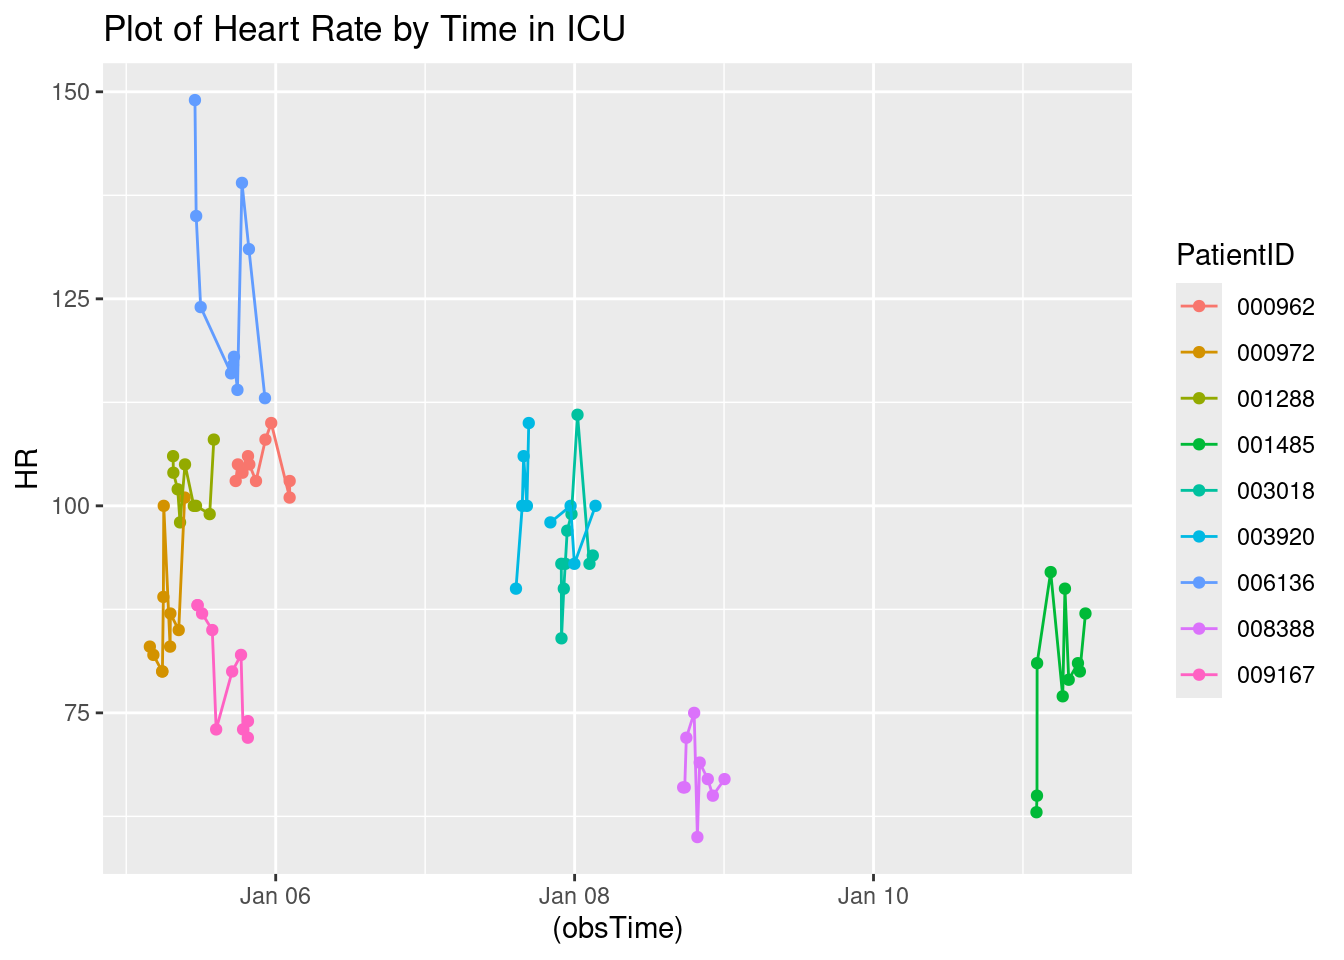 Plot of Heart Rate by Time in ICU
150
125
100
75
HR
Jan 06
Jan 08
Jan 10
(obsTime)
PatientID
000962
000972
001288
001485
003018
003920
006136
008388
009167